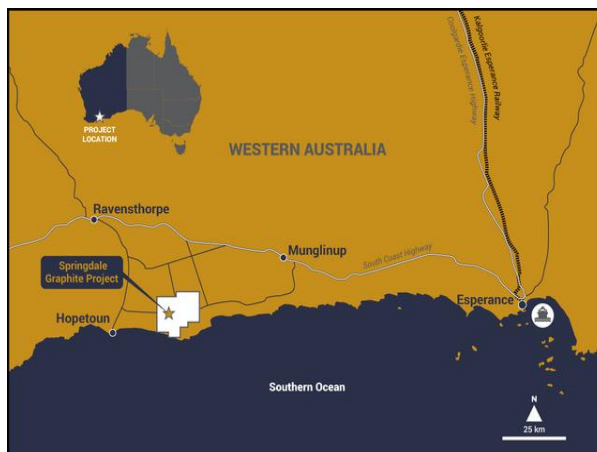 PROJECT
LOCATION
WESTERN AUSTRALIA
Coolgardie Esperance Highway
Kalgoorlie Esperance Railway
Ravensthorpe
Munglinup
South Coast Highway
Springdale
Graphite Project
Esperance
Hopetoun
Southern Ocean
N
25 km